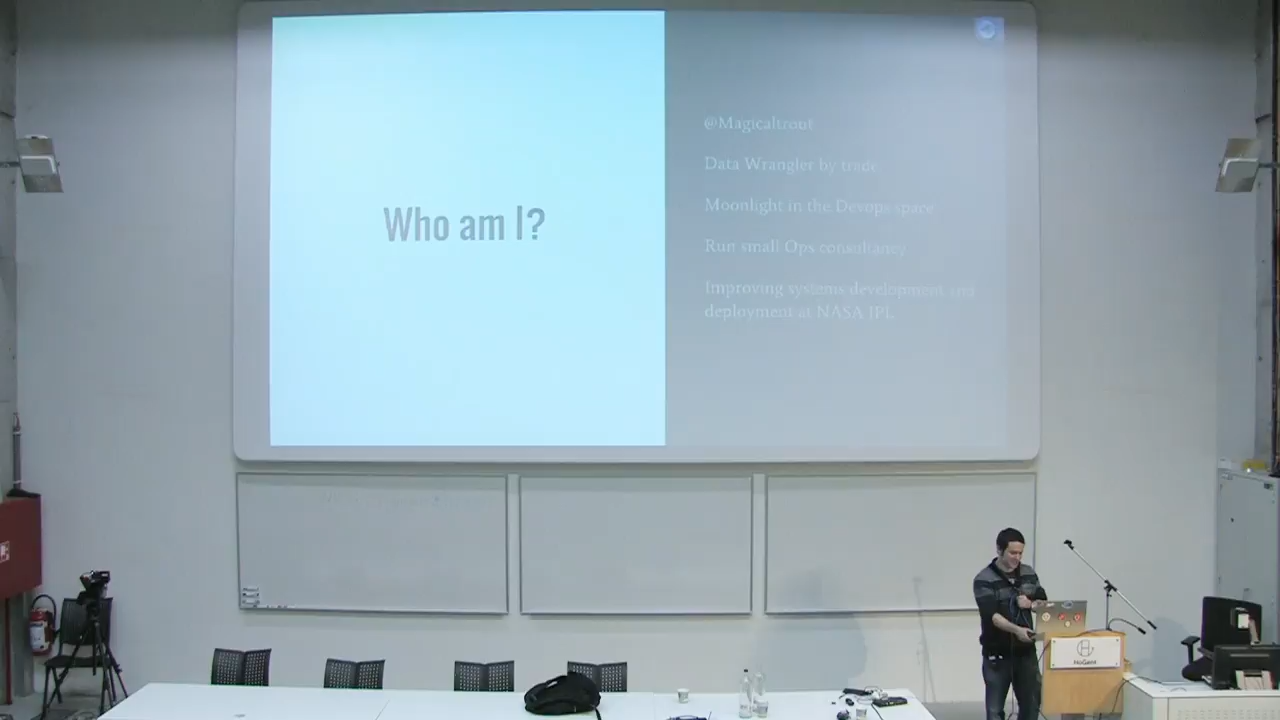 Who am I?
@Magicaltrout
Data Wrangler by trade
Moonlight in the Devops space
Run small Ops consultancy
Improving systems development and
deployment at NASA JPL
HoGent